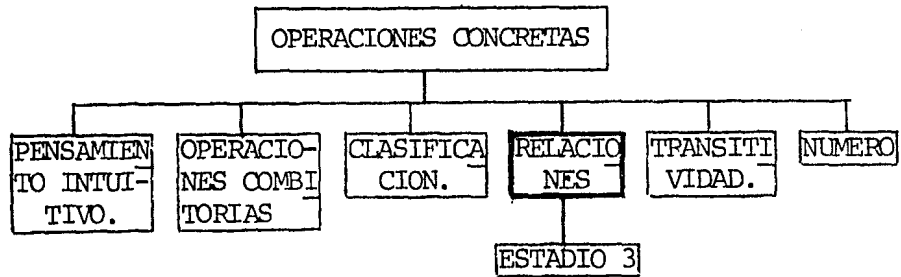 OPERACIONES CONCRETAS
PENSAMIEN
TO INTUI-
TIVO.
OPERACIO-
NES COMBI
TORIAS
CLASIFICA
CION.
RELACIO
NES
TRANSITI
VIDAD.
NUMERO
ESTADIO 3